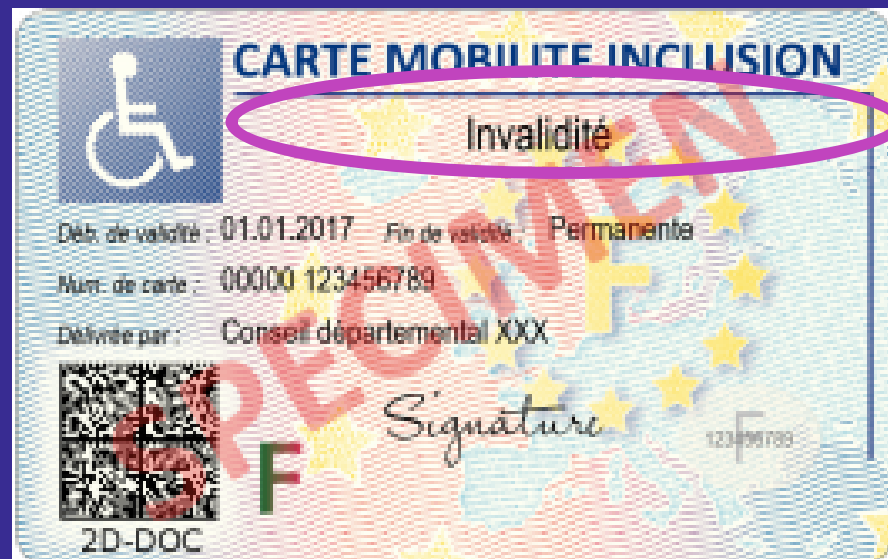 CARTE MOBILITE INCLUSION
Invalidité
Déb. de validité : 01.01.2017 Fin de validité : Permanente
Num. de carte : 00000 123456789
Délivrée par : Conseil départemental XXX
SPECIMEN
Signature
F
F
F
123456789
2D-DOC